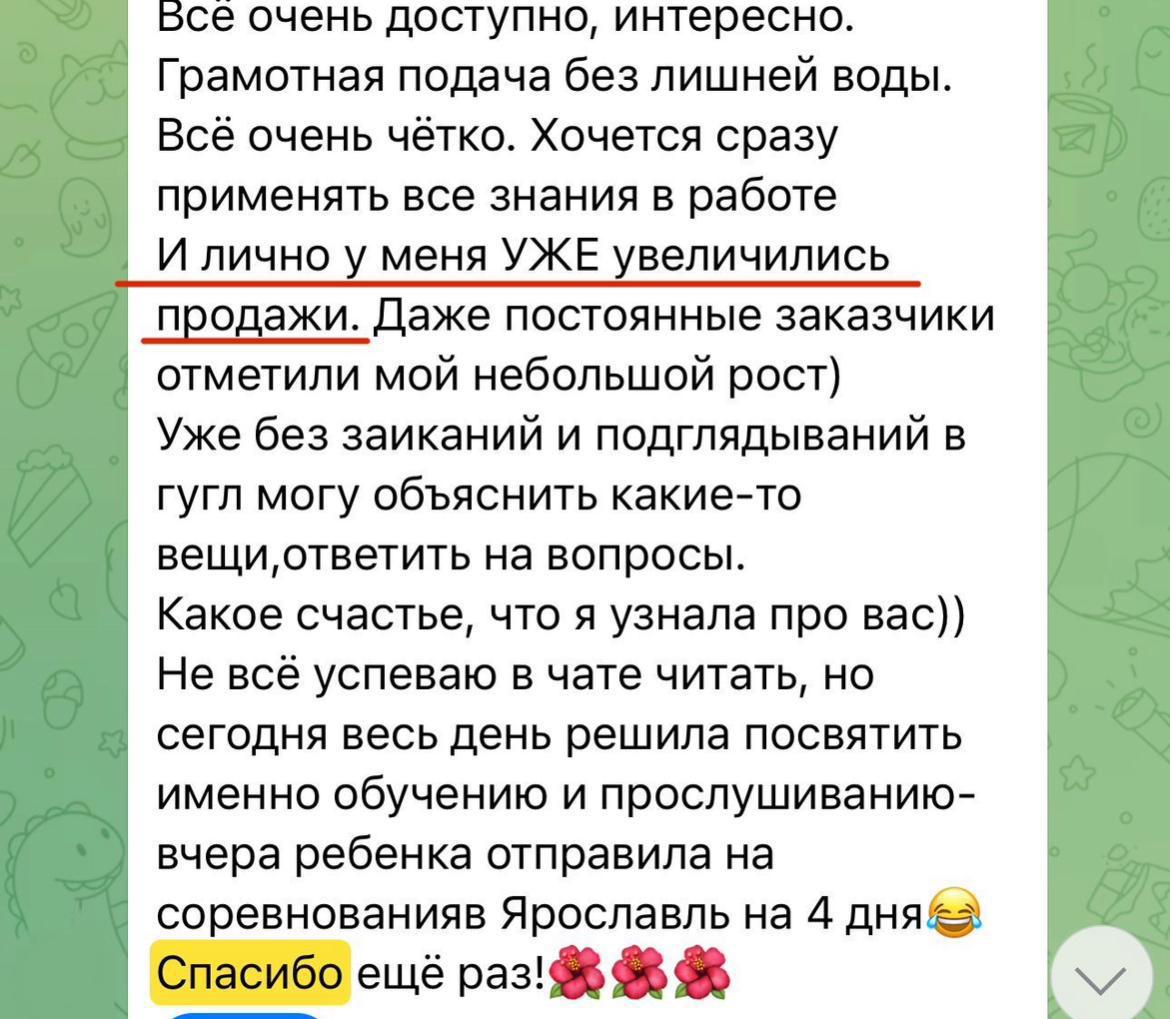 Всё очень доступно, интересно.
Грамотная подача без лишней воды.
Всё очень чётко. Хочется сразу
применять все знания в работе
И лично у меня УЖЕ увеличились
продажи. Даже постоянные заказчики
отметили мой небольшой рост)
Уже без заиканий и подглядываний в
гугл могу объяснить какие-то
вещи,ответить на вопросы.
Какое счастье, что я узнала про вас))
Не всё успеваю в чате читать, но
сегодня весь день решила посвятить
именно обучению и прослушиванию-
вчера ребенка отправила на
соревнованияв Ярославль на 4 дня😂
Спасибо ещё раз!🌺🌺🌺